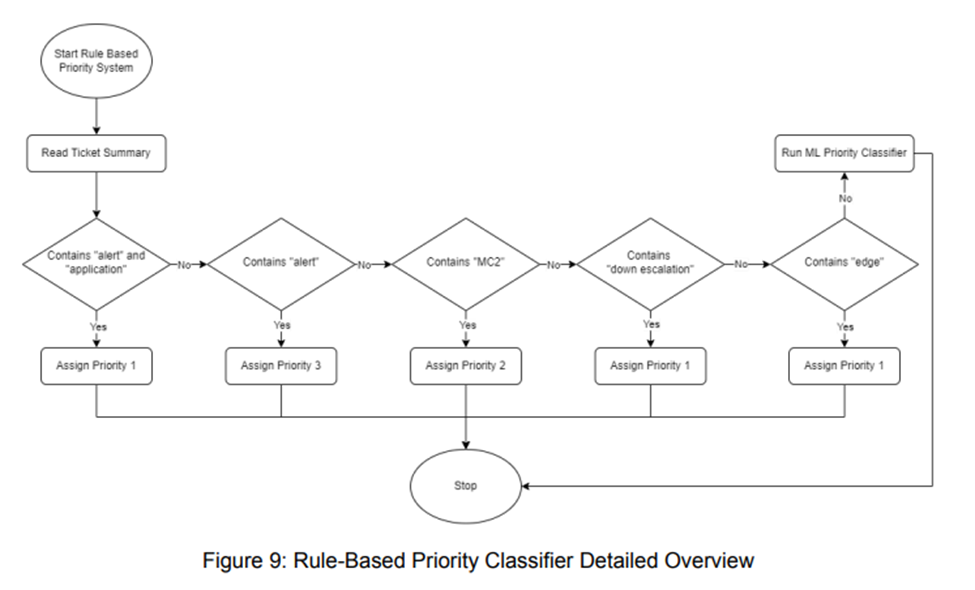 Start Rule Based
Priority System
Read Ticket Summary
Run ML Priority Classifier
No
Contains "alert" and
"application"
No
Contains "alert"
No
Contains "MC2"
No
Contains
"down escalation"
No
Contains "edge"
Yes
Yes
Yes
Yes
Yes
Assign Priority 1
Assign Priority 3
Assign Priority 2
Assign Priority 1
Assign Priority 1
Stop
Figure 9: Rule-Based Priority Classifier Detailed Overview